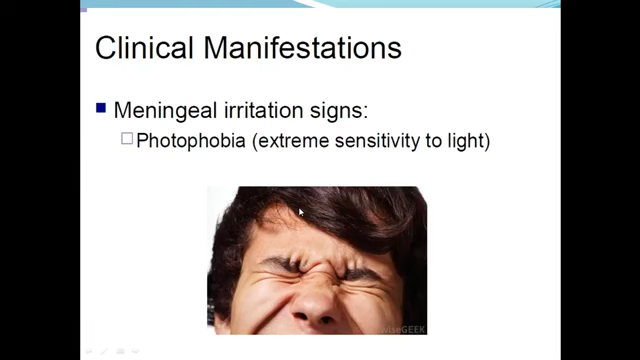 Clinical Manifestations
Meningeal irritation signs:
Photophobia (extreme sensitivity to light)